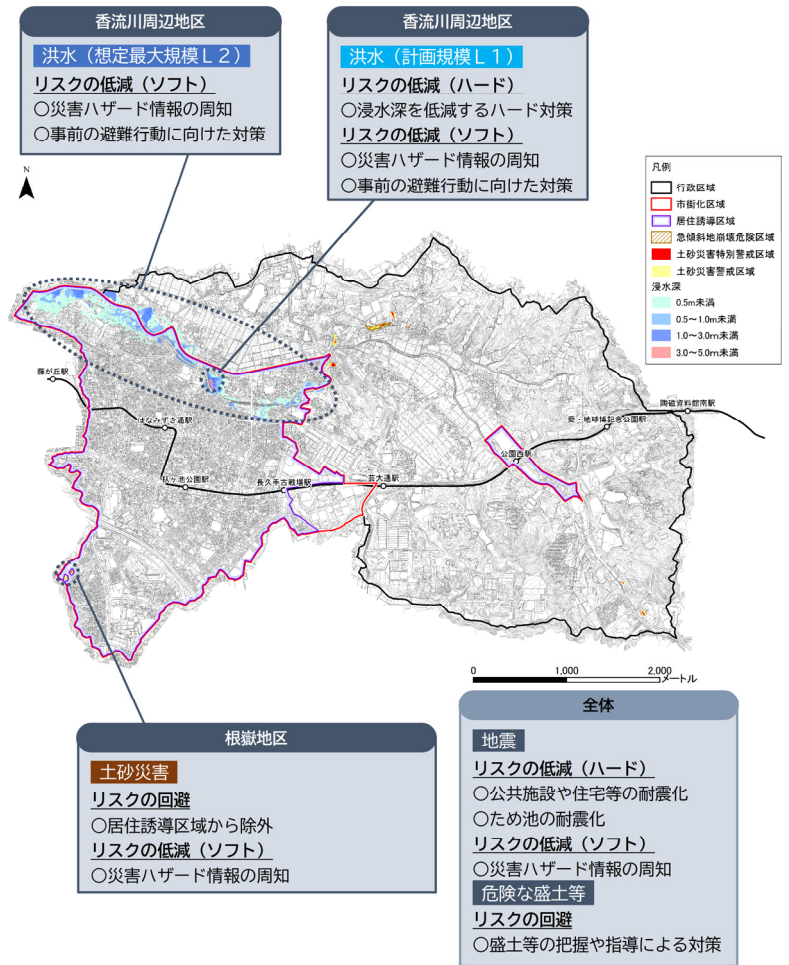 香流川周辺地区
洪水（想定最大規模L2）
リスクの低減（ソフト）
○災害ハザード情報の周知
○事前の避難行動に向けた対策
香流川周辺地区
洪水（計画規模L1）
リスクの低減（ハード）
○浸水深を低減するハード対策
リスクの低減（ソフト）
○災害ハザード情報の周知
○事前の避難行動に向けた対策
N
凡例
行政区域
市街化区域
居住誘導区域
急傾斜地崩壊危険区域
土砂災害特別警戒区域
土砂災害警戒区域
浸水深
0.5m未満
0.5～1.0m未満
1.0～3.0m未満
3.0～5.0m未満
藤が丘駅
はなみずき通駅
杁ヶ池公園駅
長久手古戦場駅
芸大通駅
公園西駅
愛・地球博記念公園駅
陶磁資料館南駅
0 1,000 2,000
メートル
根嶽地区
土砂災害
リスクの回避
○居住誘導区域から除外
リスクの低減（ソフト）
○災害ハザード情報の周知
全体
地震
リスクの低減（ハード）
○公共施設や住宅等の耐震化
○ため池の耐震化
リスクの低減（ソフト）
○災害ハザード情報の周知
危険な盛土等
リスクの回避
○盛土等の把握や指導による対策